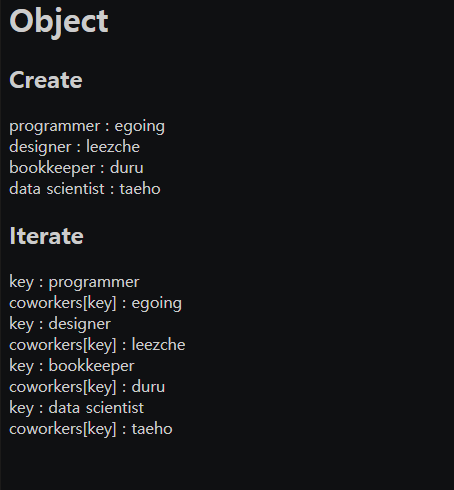 Object
Create
programmer : egoing
designer : leezche
bookkeeper : duru
data scientist : taeho
Iterate
key : programmer
coworkers[key] : egoing
key : designer
coworkers[key] : leezche
key : bookkeeper
coworkers[key] : duru
key : data scientist
coworkers[key] : taeho